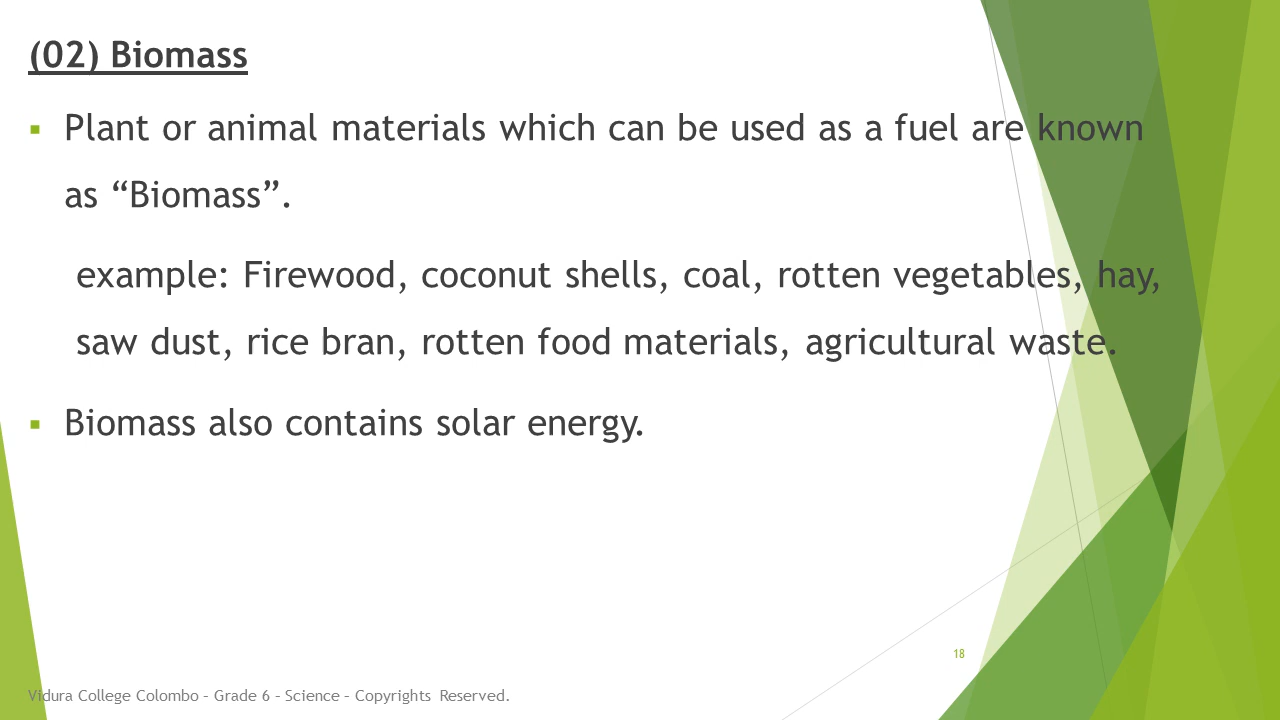 (02) Biomass
▪ Plant or animal materials which can be used as a fuel are known
as “Biomass”.
example: Firewood, coconut shells, coal, rotten vegetables, hay,
saw dust, rice bran, rotten food materials, agricultural waste.
▪ Biomass also contains solar energy.
18
Vidura College Colombo – Grade 6 – Science – Copyrights Reserved.